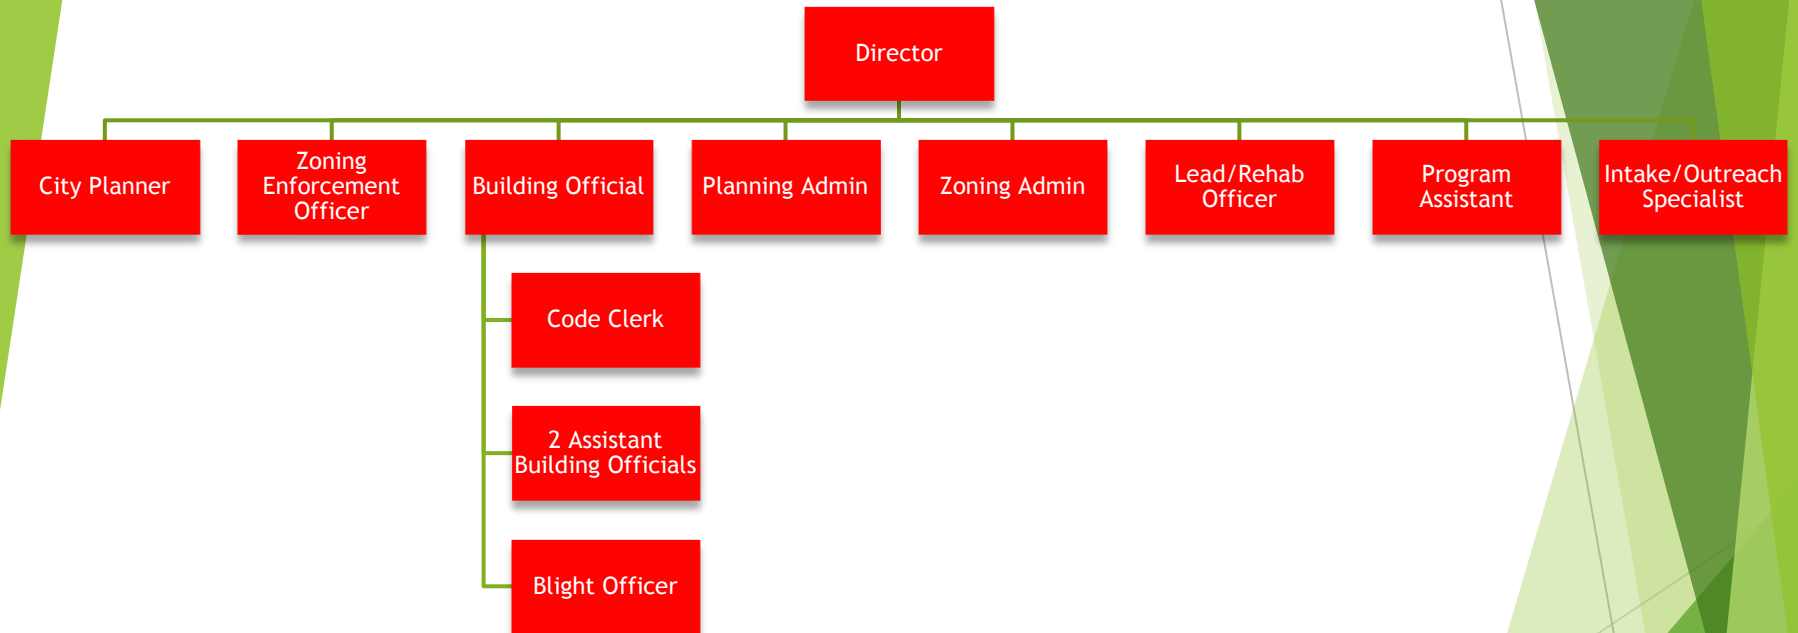 Director
City Planner
Zoning
Enforcement
Officer
Building Official
Planning Admin
Zoning Admin
Lead/Rehab
Officer
Program
Assistant
Intake/Outreach
Specialist
Code Clerk
2 Assistant
Building Officials
Blight Officer